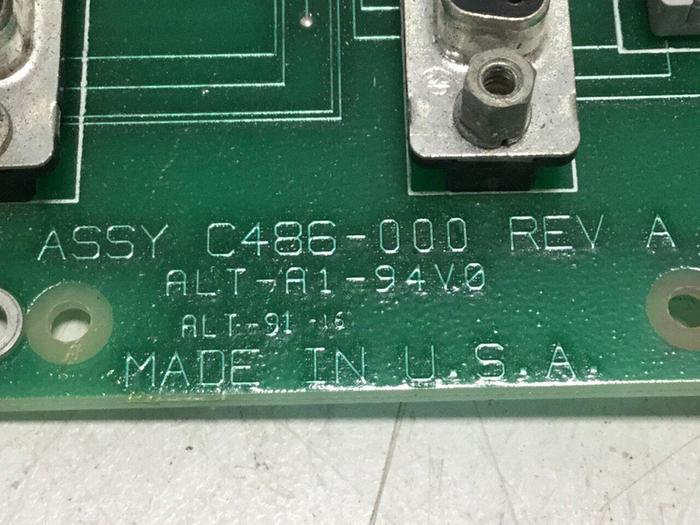 ASSY C486-000 REV A
ALT-A1-94V0
ALT-91-16
MADE IN U.S.A.